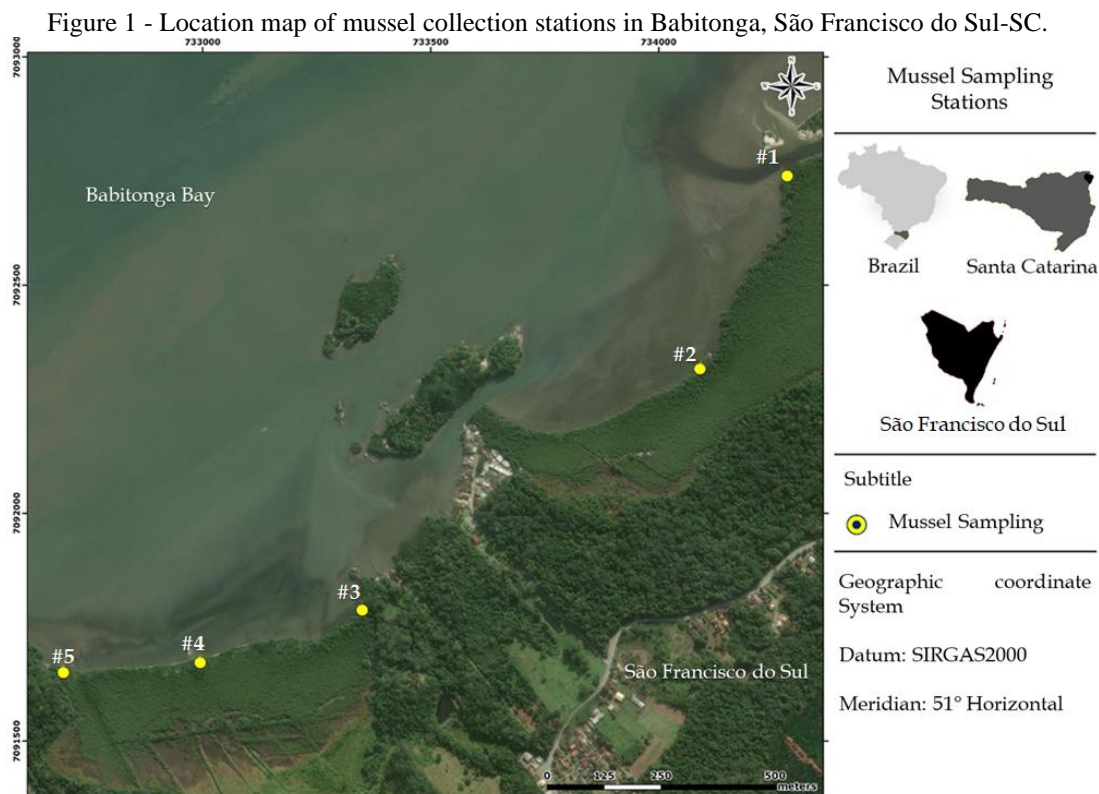 Figure 1 - Location map of mussel collection stations in Babitonga, São Francisco do Sul-SC.
733000
733500
734000
7093000
7092500
7092000
7091500
N
#1
Babitonga Bay
#2
#3
#4
#5
São Francisco do Sul
0 125 250 500
meters
Mussel Sampling
Stations
Brazil
Santa Catarina
São Francisco do Sul
Subtitle
Mussel Sampling
Geographic coordinate
System
Datum: SIRGAS2000
Meridian: 51° Horizontal